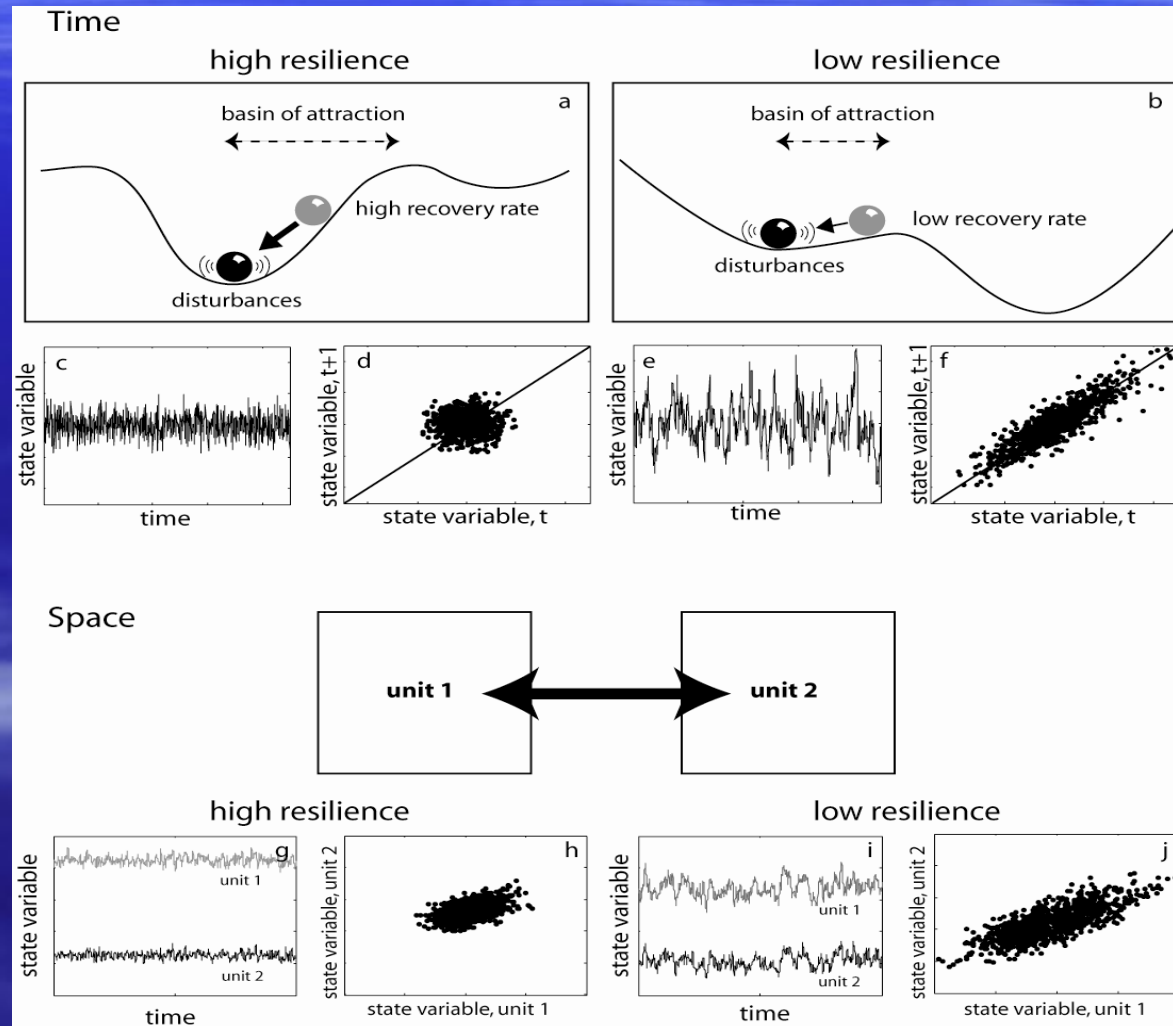 Time
high resilience
low resilience
a
basin of attraction
high recovery rate
disturbances
b
basin of attraction
low recovery rate
disturbances
c
state variable
time
d
state variable, t+1
state variable, t
e
state variable
time
f
state variable, t+1
state variable, t
Space
unit 1
unit 2
high resilience
low resilience
g
state variable
unit 1
unit 2
time
h
state variable, unit 2
state variable, unit 1
i
state variable
unit 1
unit 2
time
j
state variable, unit 2
state variable, unit 1